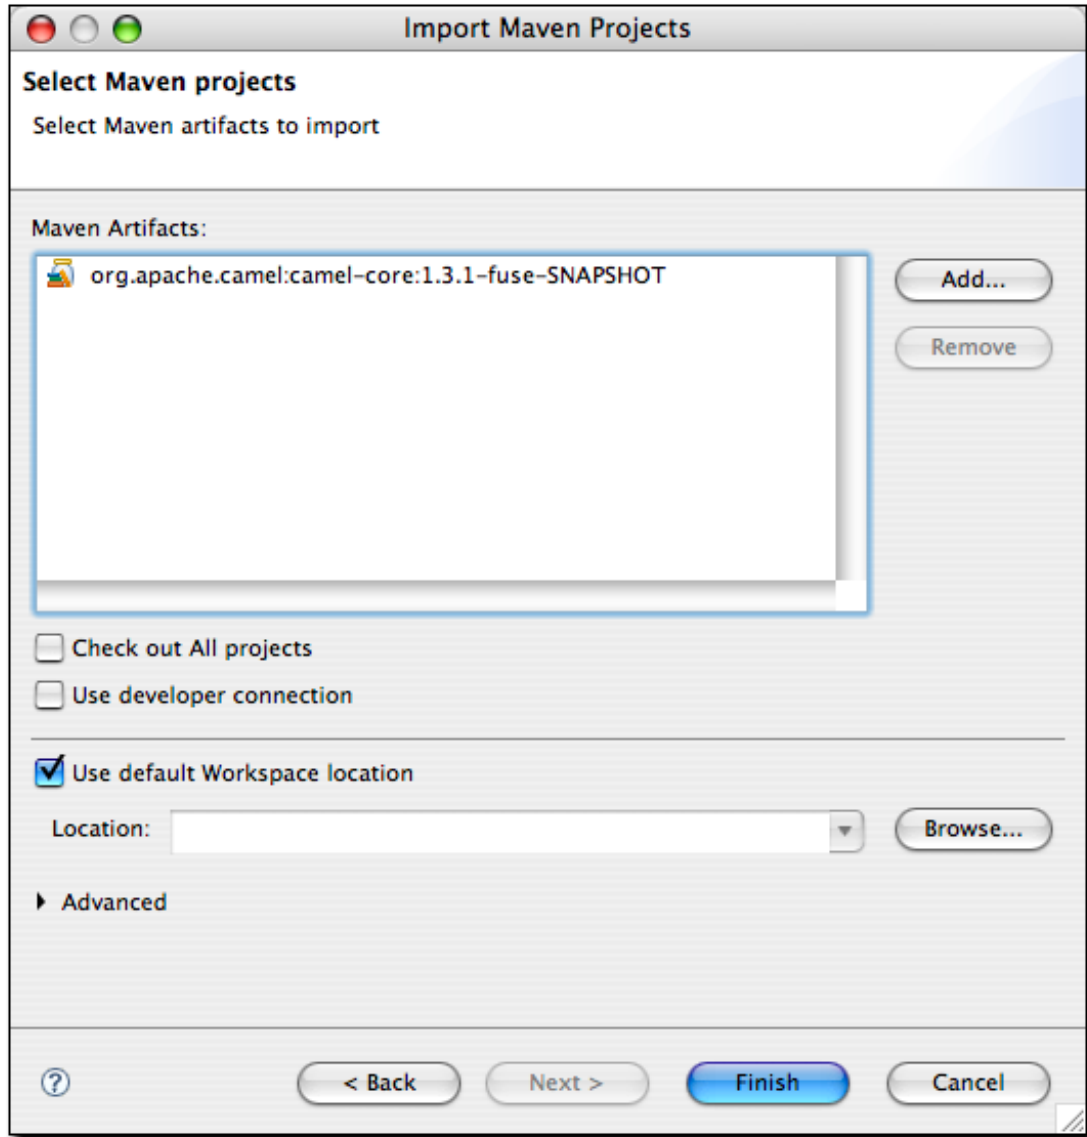 Import Maven Projects
Select Maven projects
Select Maven artifacts to import
Maven Artifacts:
org.apache.camel:camel-core:1.3.1-fuse-SNAPSHOT
Add...
Remove
Check out All projects
Use developer connection
Use default Workspace location
Location:
Browse...
Advanced
?
< Back
Next >
Finish
Cancel